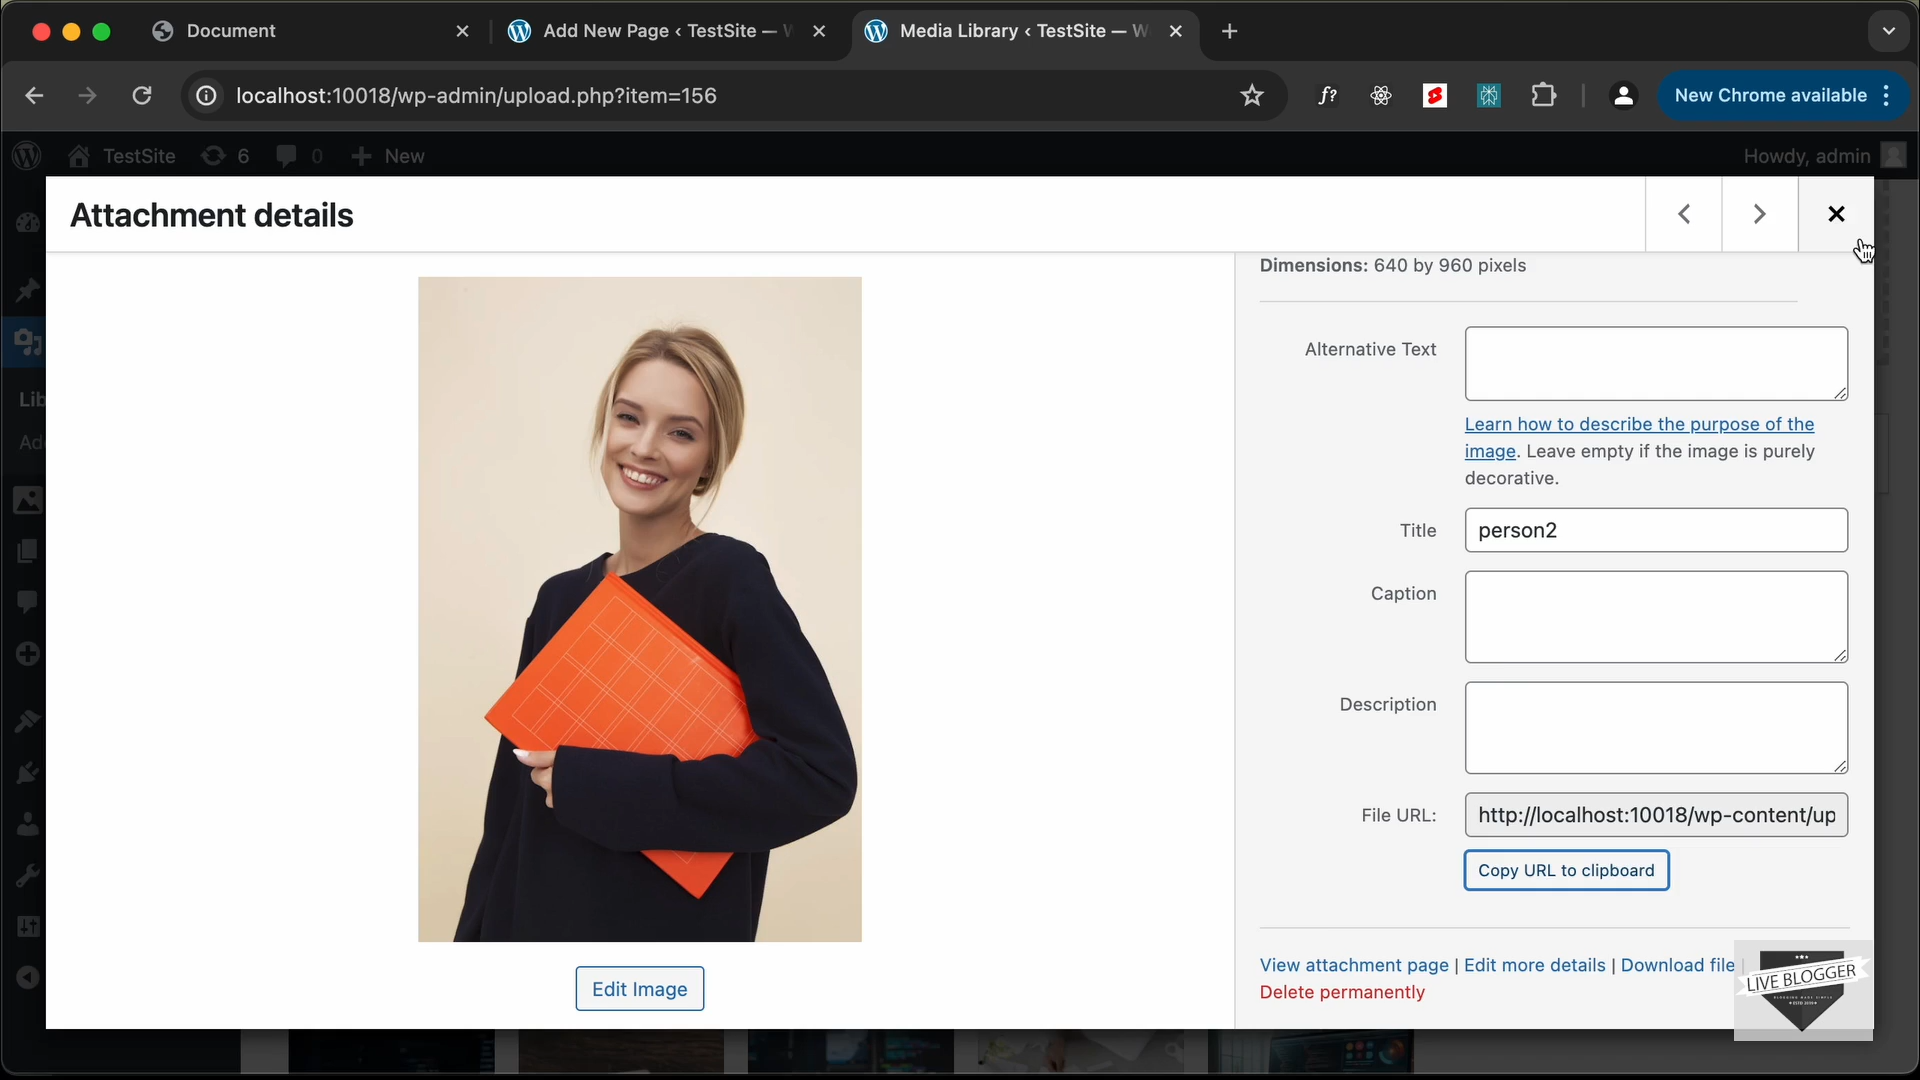 Document
Add New Page ‹ TestSite —
Media Library ‹ TestSite — W
localhost:10018/wp-admin/upload.php?item=156
f?
New Chrome available
TestSite
6
0
New
Howdy, admin
Attachment details
Dimensions: 640 by 960 pixels
Alternative Text
Learn how to describe the purpose of the
image. Leave empty if the image is purely
decorative.
Title
person2
Caption
Description
File URL:
http://localhost:10018/wp-content/up
Copy URL to clipboard
View attachment page | Edit more details | Download file |
Delete permanently
Edit Image
Lib
Ad
LIVE BLOGGER